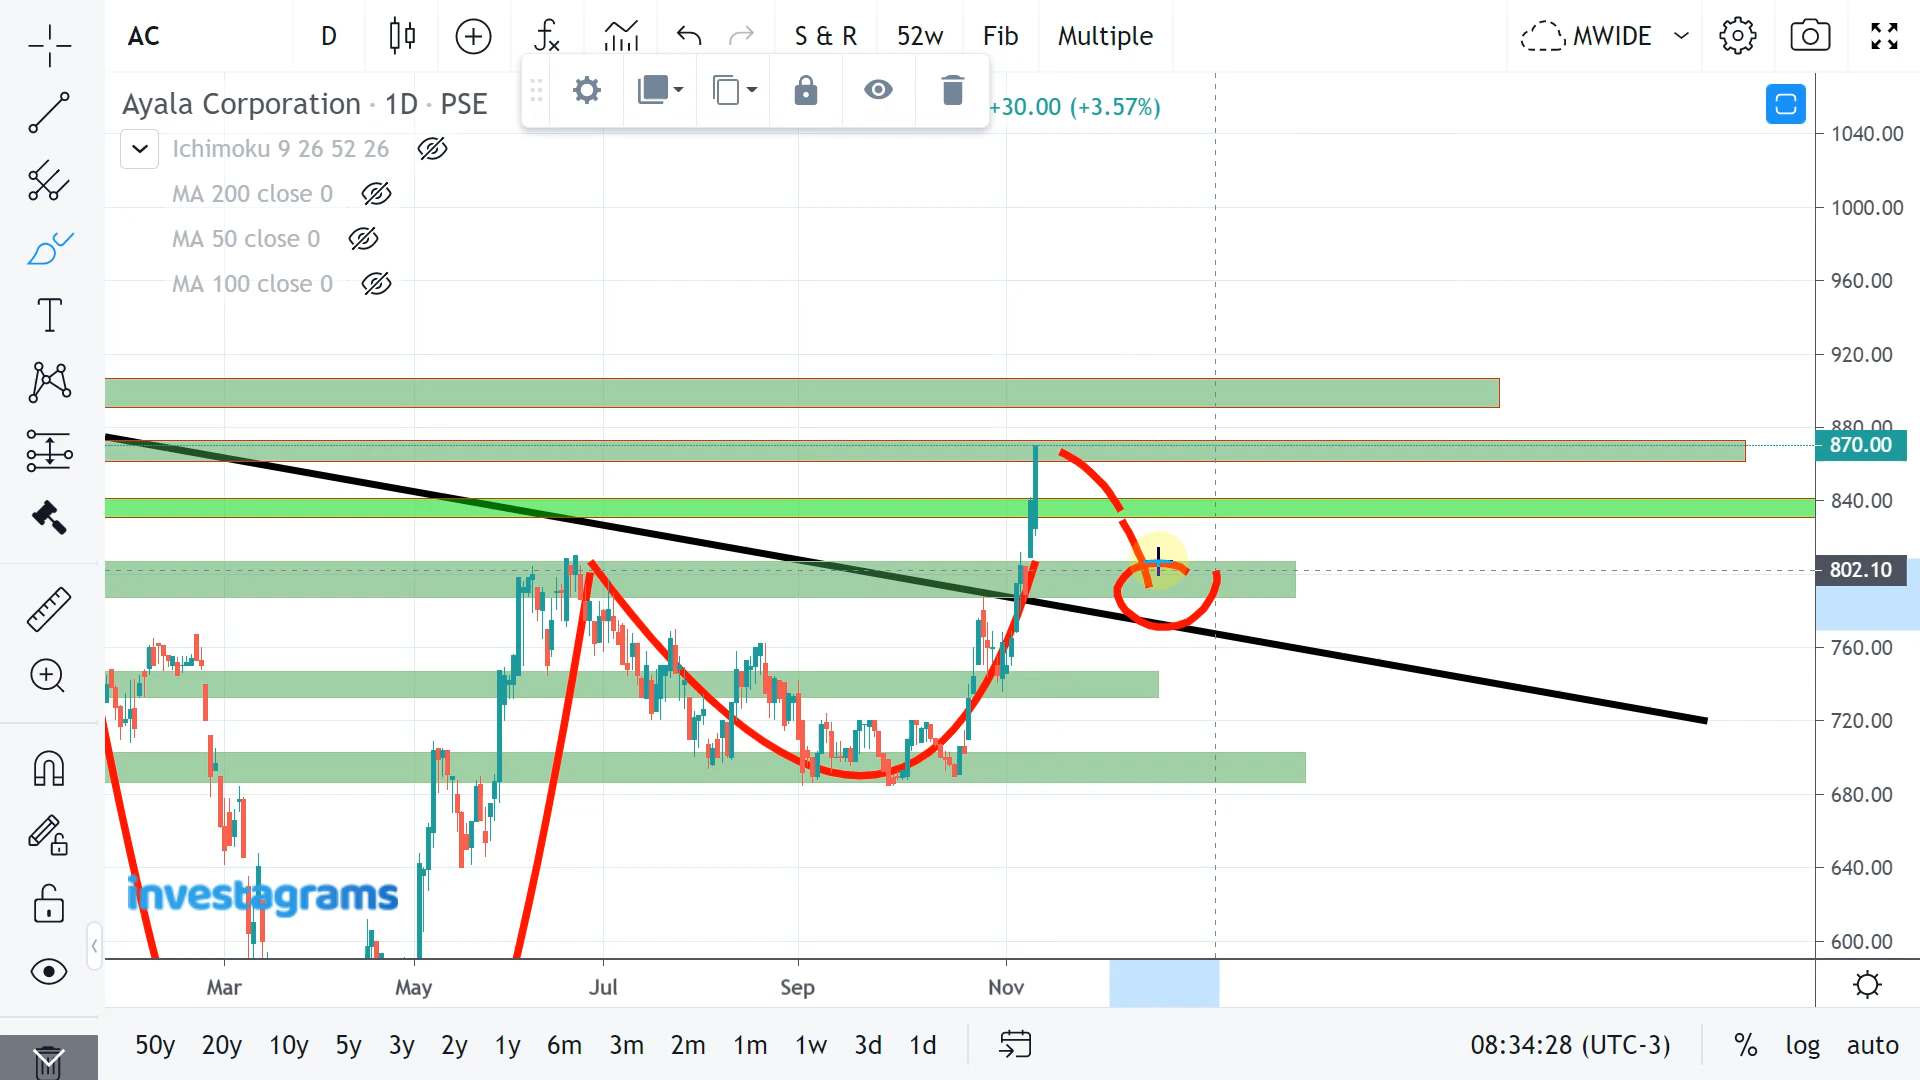 AC D S & R 52w Fib Multiple MWIDE
Ayala Corporation · 1D · PSE +30.00 (+3.57%)
Ichimoku 9 26 52 26
MA 200 close 0
MA 50 close 0
MA 100 close 0
1040.00
1000.00
960.00
920.00
880.00
870.00
840.00
802.10
760.00
720.00
680.00
640.00
600.00
investagrams
Mar May Jul Sep Nov
50y 20y 10y 5y 3y 2y 1y 6m 3m 2m 1m 1w 3d 1d 08:34:28 (UTC-3) % log auto